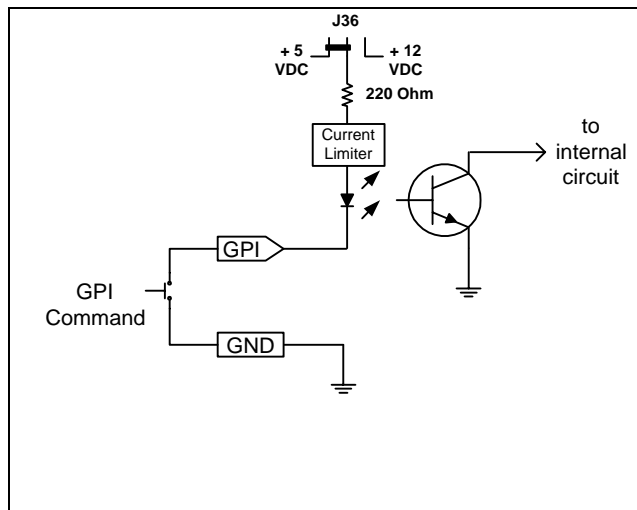 J36
+ 5
VDC
+ 12
VDC
220 Ohm
Current
Limiter
to
internal
circuit
GPI
GPI
Command
GND